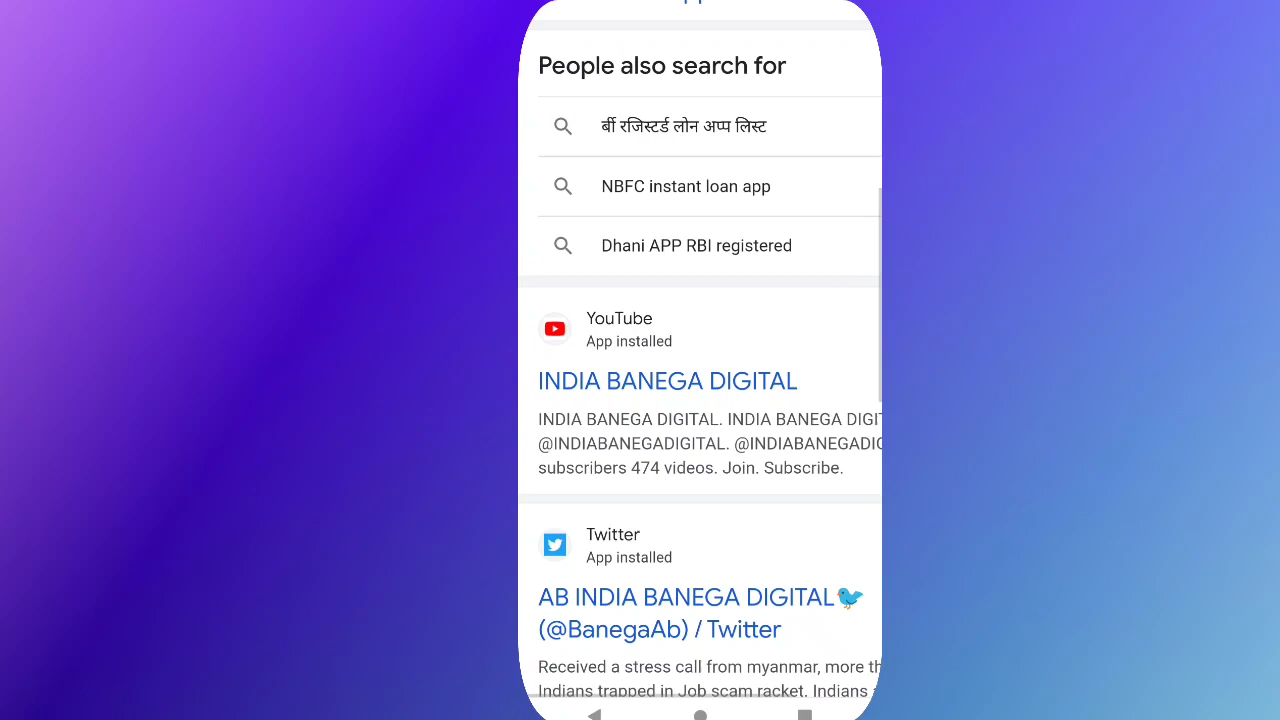 People also search for
र्बी रजिस्टर्ड लोन अप्प लिस्ट
NBFC instant loan app
Dhani APP RBI registered
YouTube
App installed
INDIA BANEGA DIGITAL
INDIA BANEGA DIGITAL. INDIA BANEGA DIGIT
@INDIABANEGADIGITAL. @INDIABANEGADIG
subscribers 474 videos. Join. Subscribe.
Twitter
App installed
AB INDIA BANEGA DIGITAL🐦
(@BanegaAb) / Twitter
Received a stress call from myanmar, more th
Indians trapped in Job scam racket. Indians